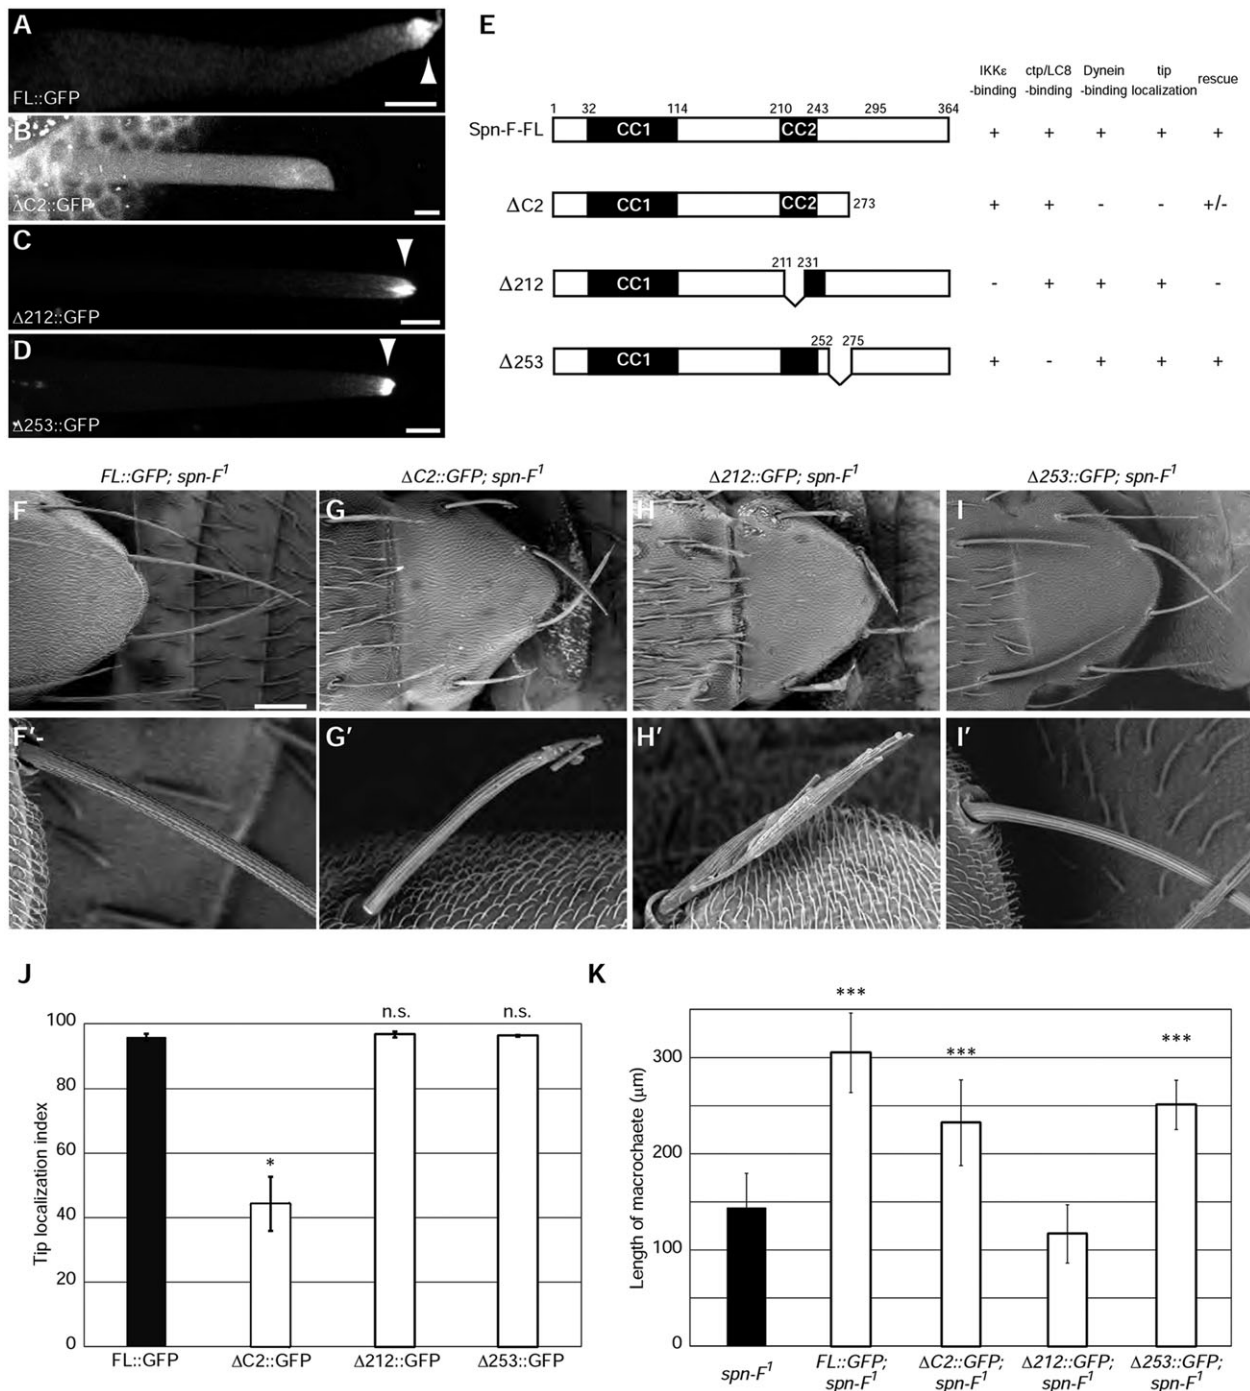 A
FL::GFP
B
ΔC2::GFP
C
Δ212::GFP
D
Δ253::GFP
E
IKKε ctp/LC8 Dynein tip rescue
-binding -binding -binding localization
1 32 114 210 243 295 364
Spn-F-FL CC1 CC2 + + + + +
ΔC2 CC1 CC2 273 + + - - +/-
211 231
Δ212 CC1 - + + + -
252 275
Δ253 CC1 + - + + +
FL::GFP; spn-F1 ΔC2::GFP; spn-F1 Δ212::GFP; spn-F1 Δ253::GFP; spn-F1
F G H I
F' G' H' I'
J
n.s. n.s.
100
80
60
*
40
20
0
Tip localization index
FL::GFP ΔC2::GFP Δ212::GFP Δ253::GFP
K
***
*** ***
300
200
100
0
Length of macrochaete (μm)
spn-F1 FL::GFP; ΔC2::GFP; Δ212::GFP; Δ253::GFP;
spn-F1 spn-F1 spn-F1 spn-F1